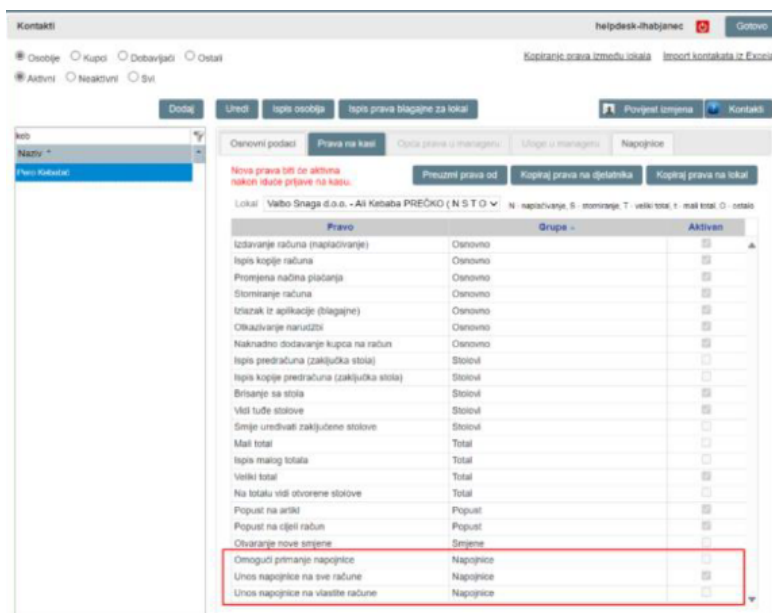 Kontakti helpdesk-lhabjanec Gotovo
Osoblje Kupci Dobavljači Ostali Kopiranje prava između lokala Import kontakata iz Excela
Aktivni Neaktivni Svi
Dodaj Uredi Ispis osoblja Ispis prava blagajne za lokal Povijest izmjena Kontakti
keb
Naziv
Pero Kebabić
Osnovni podaci Prava na kasi Opća prava u manageru Uloge u manageru Napojnice
Nova prava biti će aktivna
nakon iduće prijave na kasu.
Preuzmi prava od Kopiraj prava na djelatnika Kopiraj prava na lokal
Lokal Valbo Snaga d.o.o. - Ali Kebaba PREČKO ( N S T O N - naplaćivanje, S - storniranje, T - veliki total, t - mali total, O - ostalo
Pravo Grupa Aktivan
Izdavanje računa (naplaćivanje) Osnovno
Ispis kopije računa Osnovno
Promjena načina plaćanja Osnovno
Storniranje računa Osnovno
Izlazak iz aplikacije (blagajne) Osnovno
Otkazivanje narudžbi Osnovno
Naknadno dodavanje kupca na račun Osnovno
Ispis predračuna (zaključka stola) Stolovi
Ispis kopije predračuna (zaključka stola) Stolovi
Brisanje sa stola Stolovi
Vidi tuđe stolove Stolovi
Smije uređivati zaključene stolove Stolovi
Mali total Total
Ispis malog totala Total
Veliki total Total
Na totalu vidi otvorene stolove Total
Popust na artikl Popust
Popust na cijeli račun Popust
Otvaranje nove smjene Smjene
Omogući primanje napojnice Napojnice
Unos napojnice na sve račune Napojnice
Unos napojnice na vlastite račune Napojnice